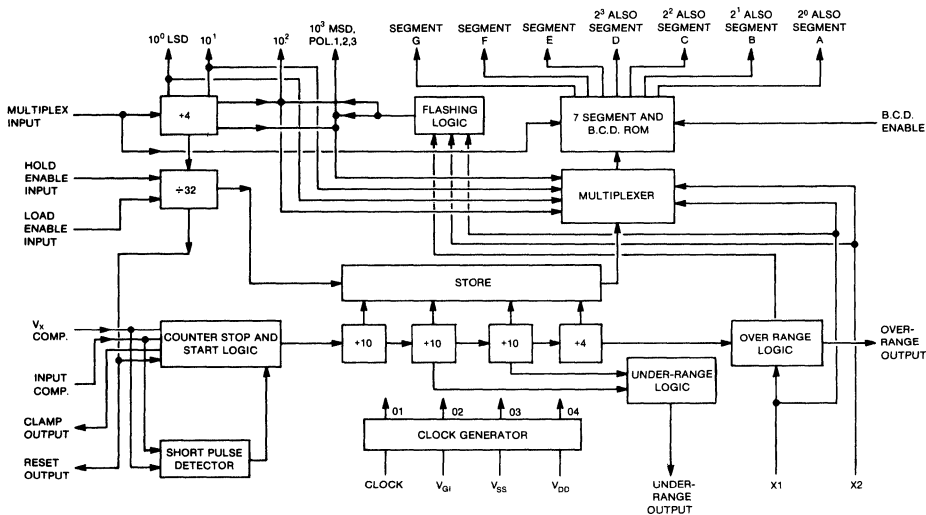 10⁰ LSD
10¹
10²
10³ MSD,
POL.1,2,3
SEGMENT
G
SEGMENT
F
SEGMENT
E
2³ ALSO
SEGMENT
D
2² ALSO
SEGMENT
C
2¹ ALSO
SEGMENT
B
2⁰ ALSO
SEGMENT
A
MULTIPLEX
INPUT
÷4
FLASHING
LOGIC
7 SEGMENT AND
B.C.D. ROM
B.C.D.
ENABLE
HOLD
ENABLE
INPUT
÷32
MULTIPLEXER
LOAD
ENABLE
INPUT
STORE
Vx
COMP.
COUNTER STOP AND
START LOGIC
÷10
÷10
÷10
÷4
OVER RANGE
LOGIC
OVER-
RANGE
OUTPUT
INPUT
COMP.
UNDER-RANGE
LOGIC
CLAMP
OUTPUT
01
02
03
04
CLOCK GENERATOR
SHORT PULSE
DETECTOR
RESET
OUTPUT
CLOCK
VGI
VSS
VDD
UNDER-
RANGE
OUTPUT
X1
X2